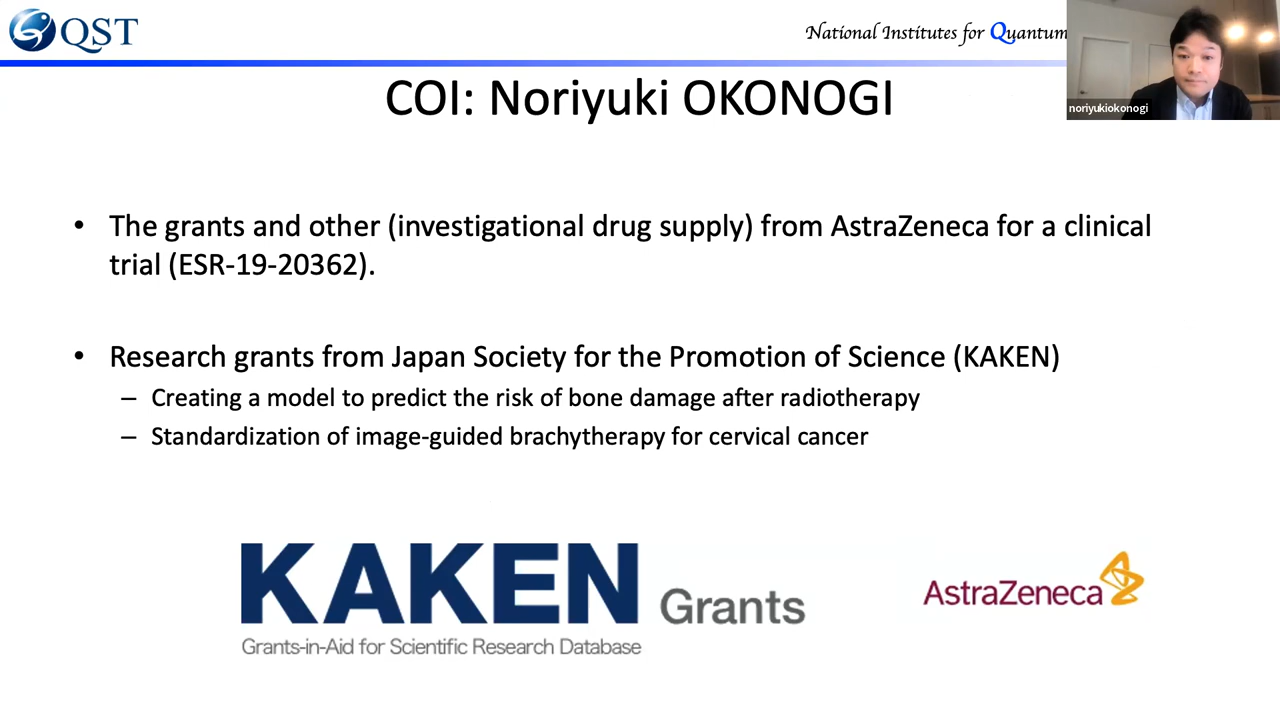 QST
National Institutes for Quantum
noriyukiokonogi
COI: Noriyuki OKONOGI
• The grants and other (investigational drug supply) from AstraZeneca for a clinical
trial (ESR-19-20362).
• Research grants from Japan Society for the Promotion of Science (KAKEN)
– Creating a model to predict the risk of bone damage after radiotherapy
– Standardization of image-guided brachytherapy for cervical cancer
KAKEN Grants
Grants-in-Aid for Scientific Research Database
AstraZeneca